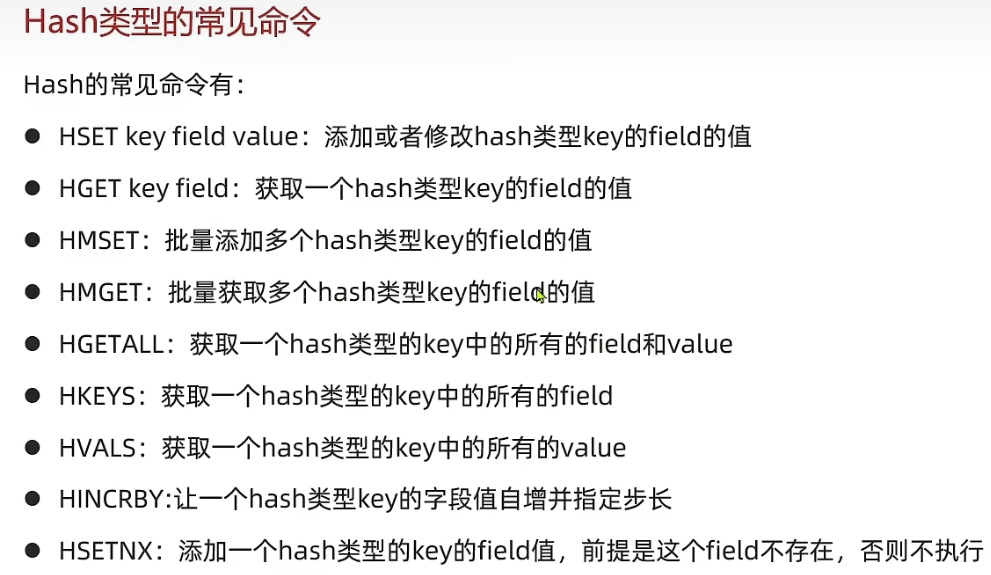 Hash类型的常见命令
Hash的常见命令有：
● HSET key field value：添加或者修改hash类型key的field的值
● HGET key field：获取一个hash类型key的field的值
● HMSET：批量添加多个hash类型key的field的值
● HMGET：批量获取多个hash类型key的field的值
● HGETALL：获取一个hash类型的key中的所有的field和value
● HKEYS：获取一个hash类型的key中的所有的field
● HVALS：获取一个hash类型的key中的所有的value
● HINCRBY:让一个hash类型key的字段值自增并指定步长
● HSETNX：添加一个hash类型的key的field值，前提是这个field不存在，否则不执行